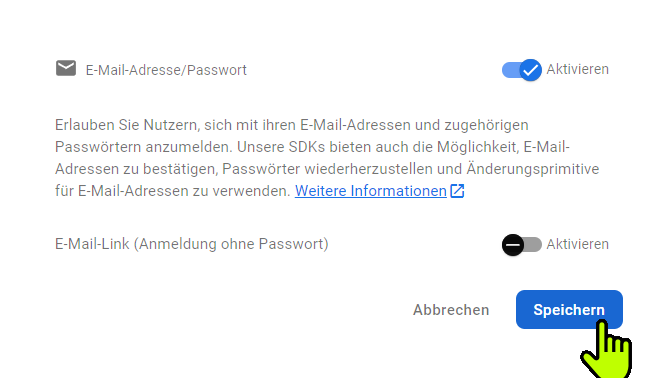 E-Mail-Adresse/Passwort Aktivieren
Erlauben Sie Nutzern, sich mit ihren E-Mail-Adressen und zugehörigen
Passwörtern anzumelden. Unsere SDKs bieten auch die Möglichkeit, E-Mail-
Adressen zu bestätigen, Passwörter wiederherzustellen und Änderungsprimitive
für E-Mail-Adressen zu verwenden. Weitere Informationen
E-Mail-Link (Anmeldung ohne Passwort) Aktivieren
Abbrechen Speichern